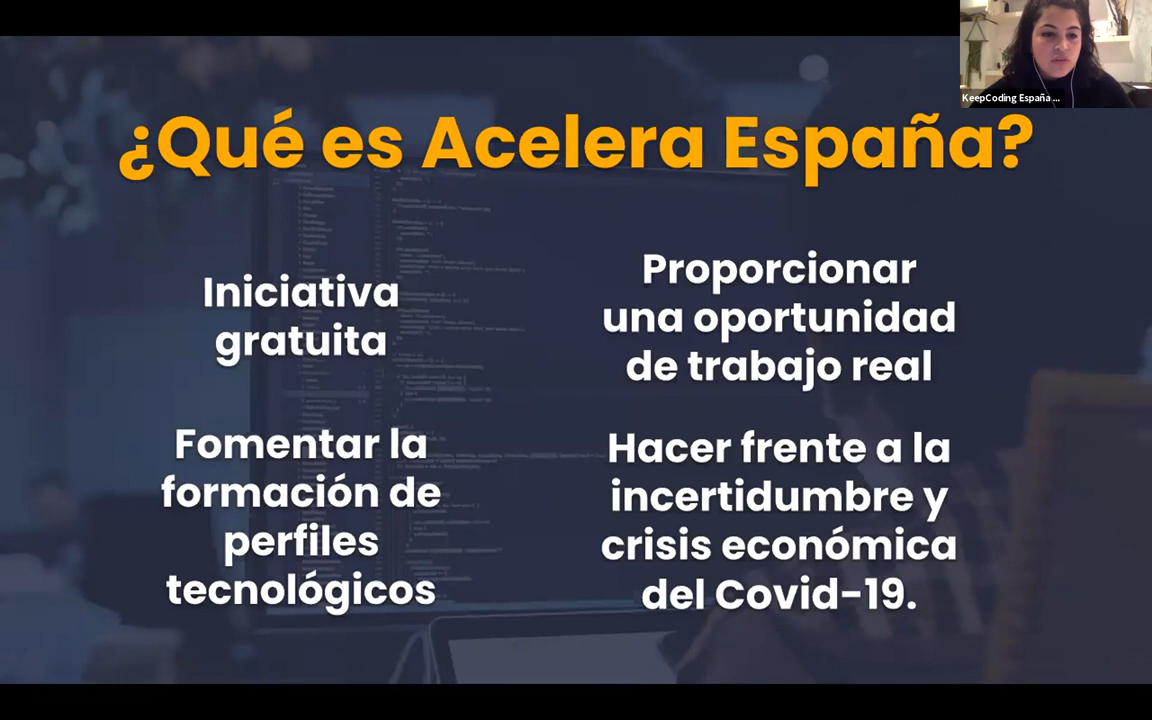 KeepCoding España ...
¿Qué es Acelera España?
Iniciativa
gratuita
Proporcionar
una oportunidad
de trabajo real
Fomentar la
formación de
perfiles
tecnológicos
Hacer frente a la
incertidumbre y
crisis económica
del Covid-19.